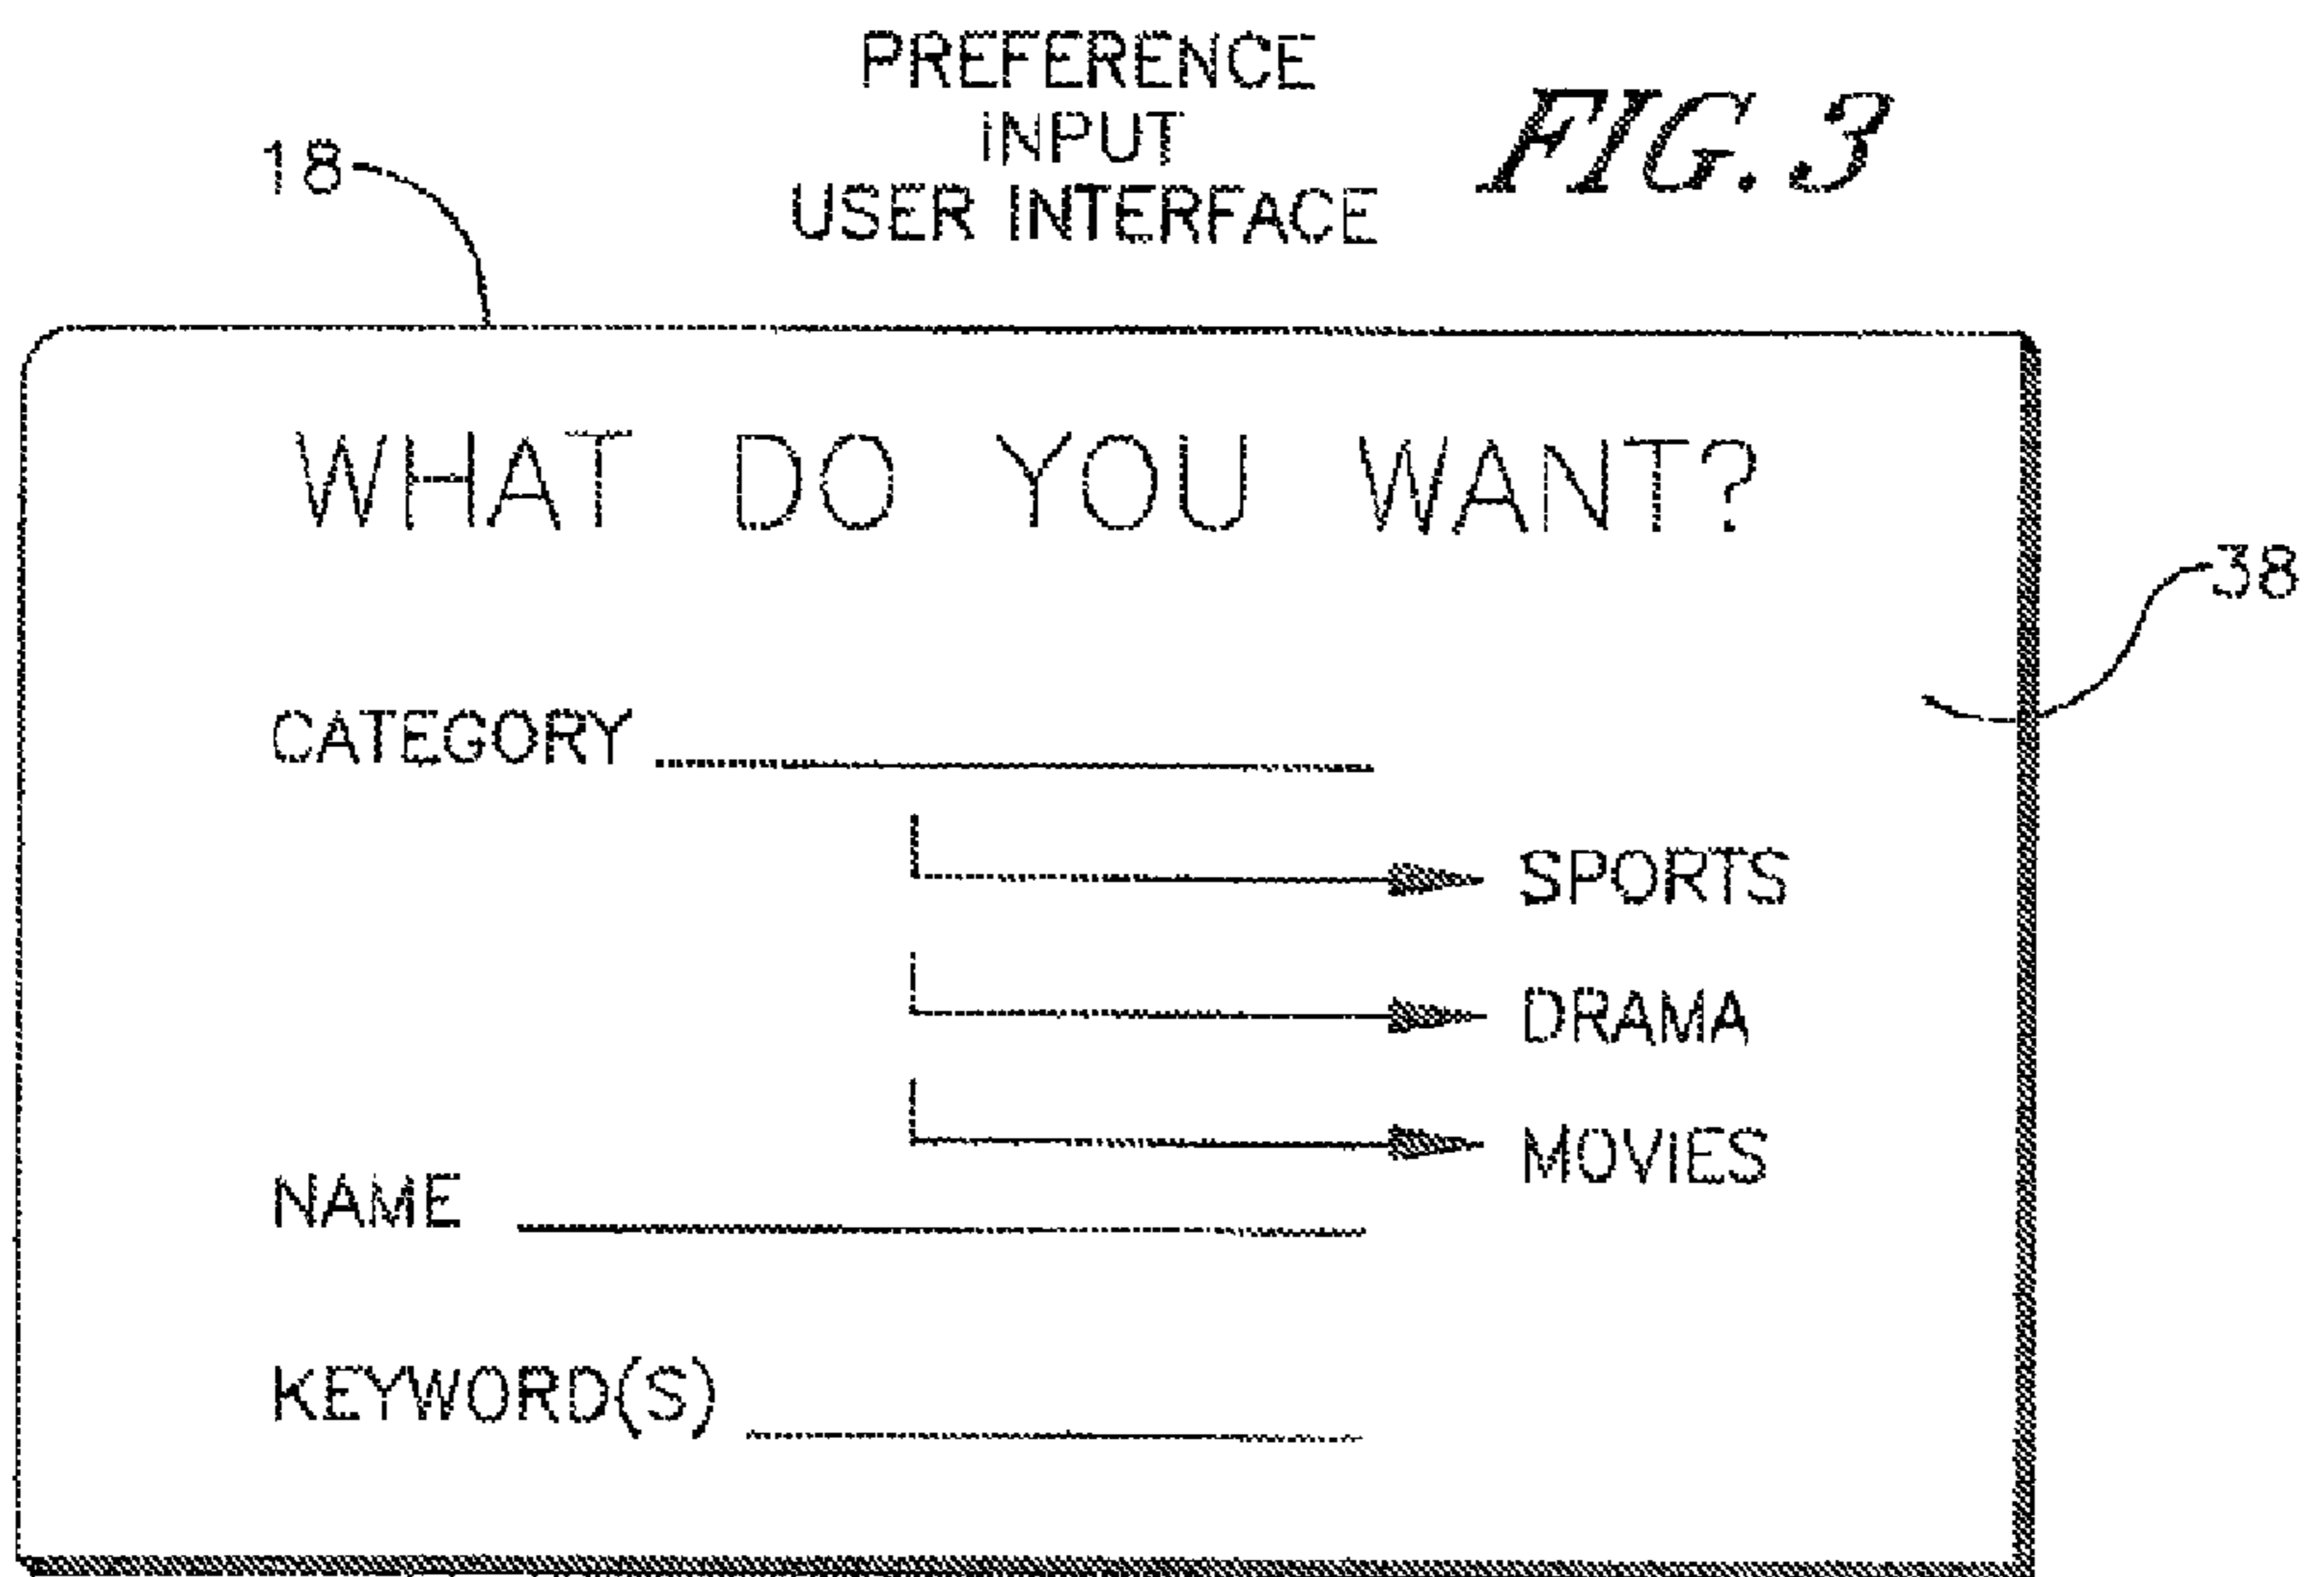 PREFERENCE
INPUT
USER INTERFACE
FIG. 3
18
WHAT DO YOU WANT?
38
CATEGORY
SPORTS
DRAMA
MOVIES
NAME
KEYWORD(S)